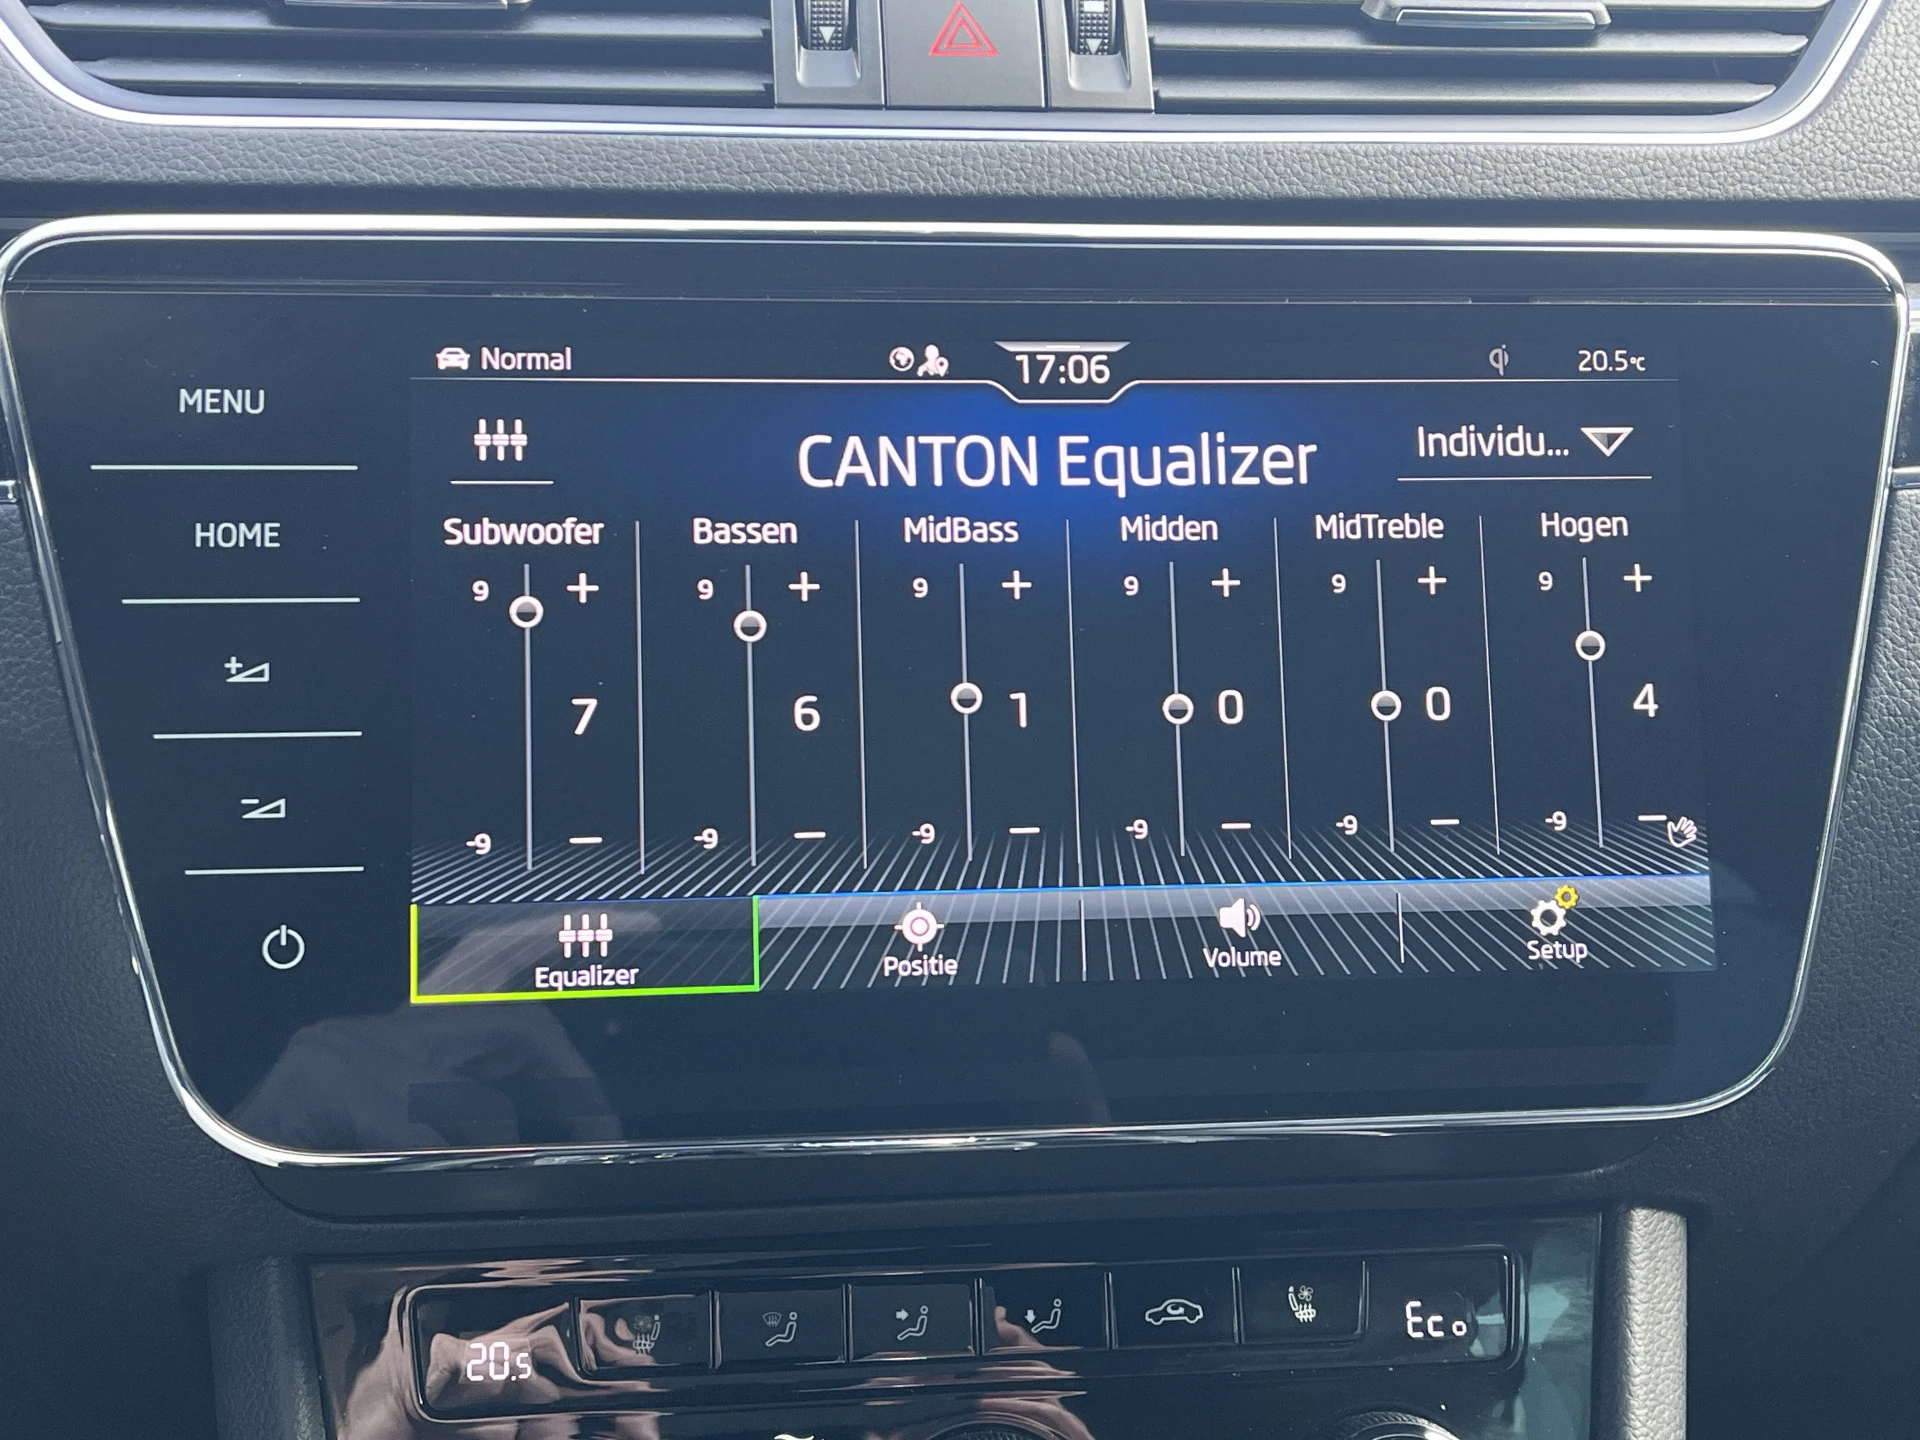 Normal
17:06
20.5°C
MENU
HOME
CANTON Equalizer
Individu...
Subwoofer Bassen MidBass Midden MidTreble Hogen
9 + 9 + 9 + 9 + 9 + 9 +
7 6 1 0 0 4
-9 — -9 — -9 — -9 — -9 — -9 —
Equalizer Positie Volume Setup
20.5
Eco